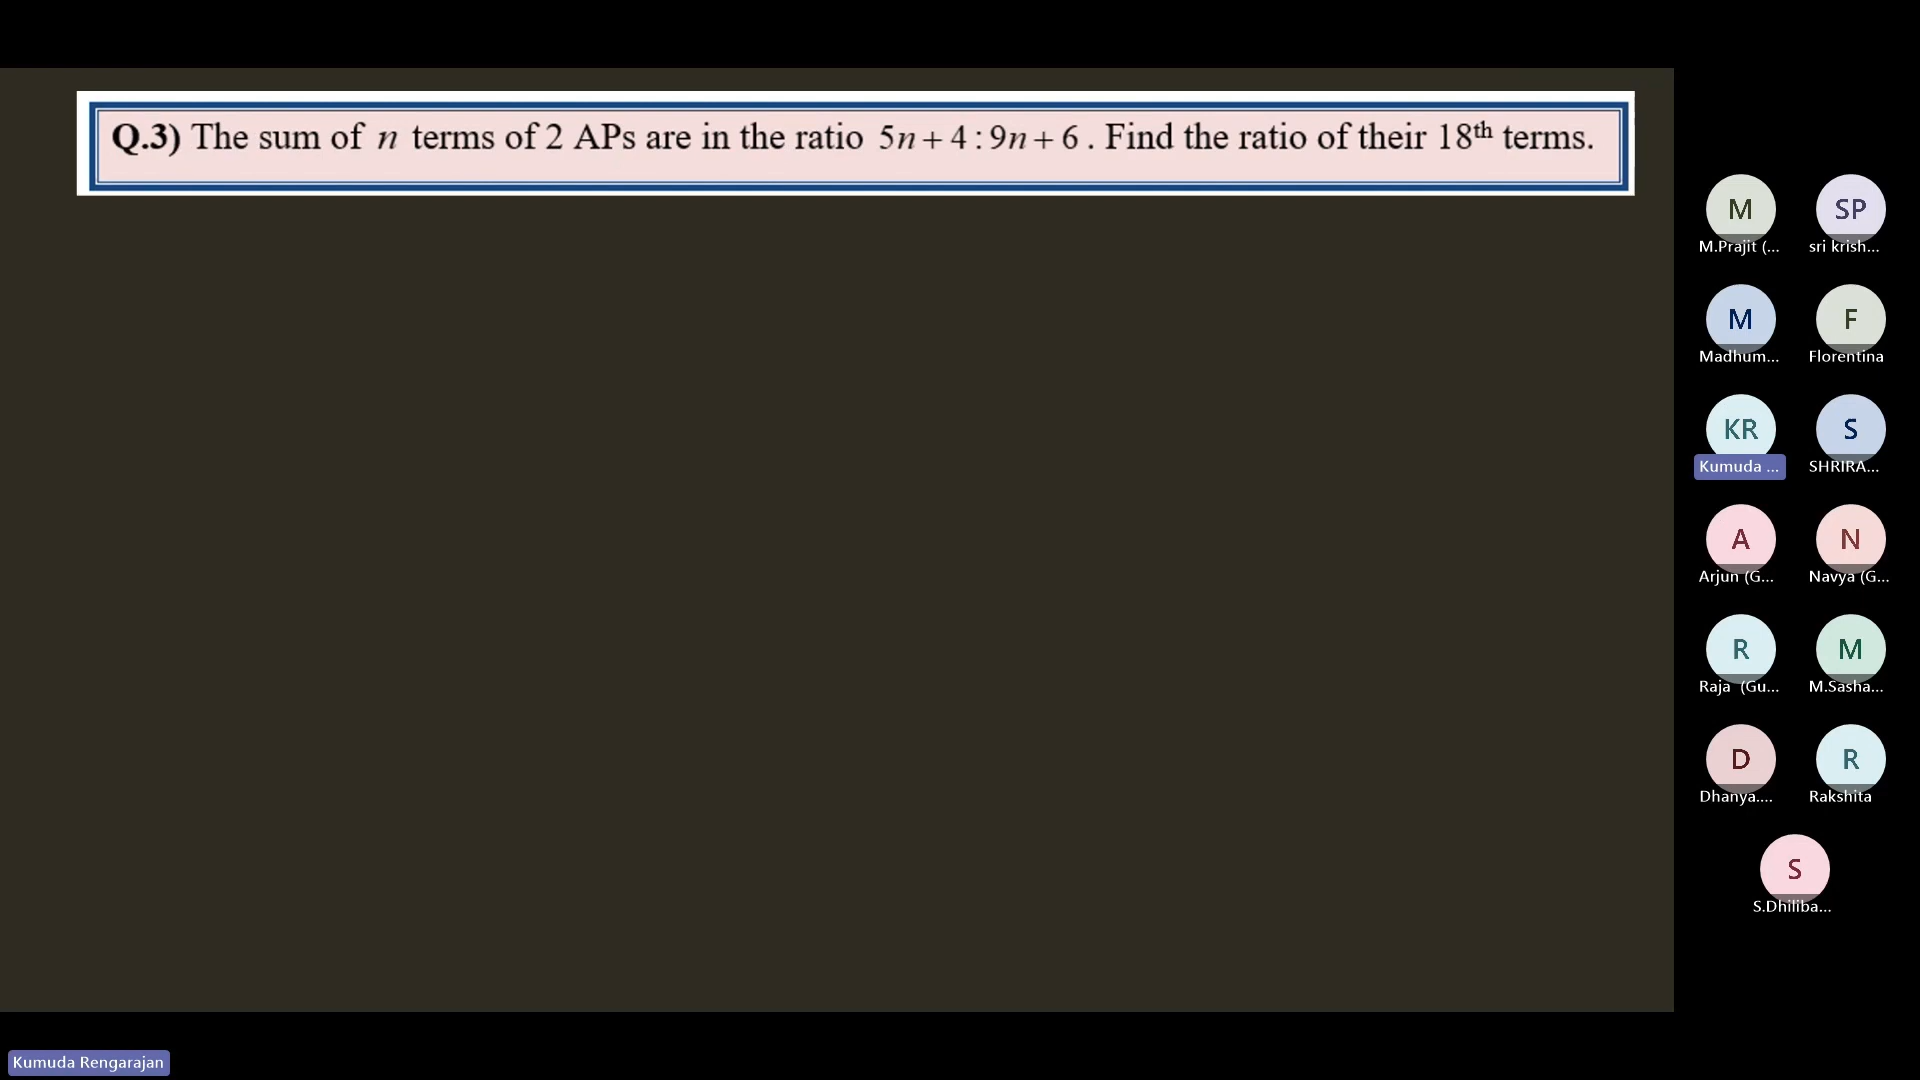 Q.3) The sum of n terms of 2 APs are in the ratio 5n + 4 : 9n + 6 . Find the ratio of their 18th terms.
M
M.Prajit (...
SP
sri krish...
M
Madhum...
F
Florentina
KR
Kumuda ...
S
SHRIRA...
A
Arjun (G...
N
Navya (G...
R
Raja (Gu...
M
M.Sasha...
D
Dhanya....
R
Rakshita
S
S.Dhiliba...
Kumuda Rengarajan